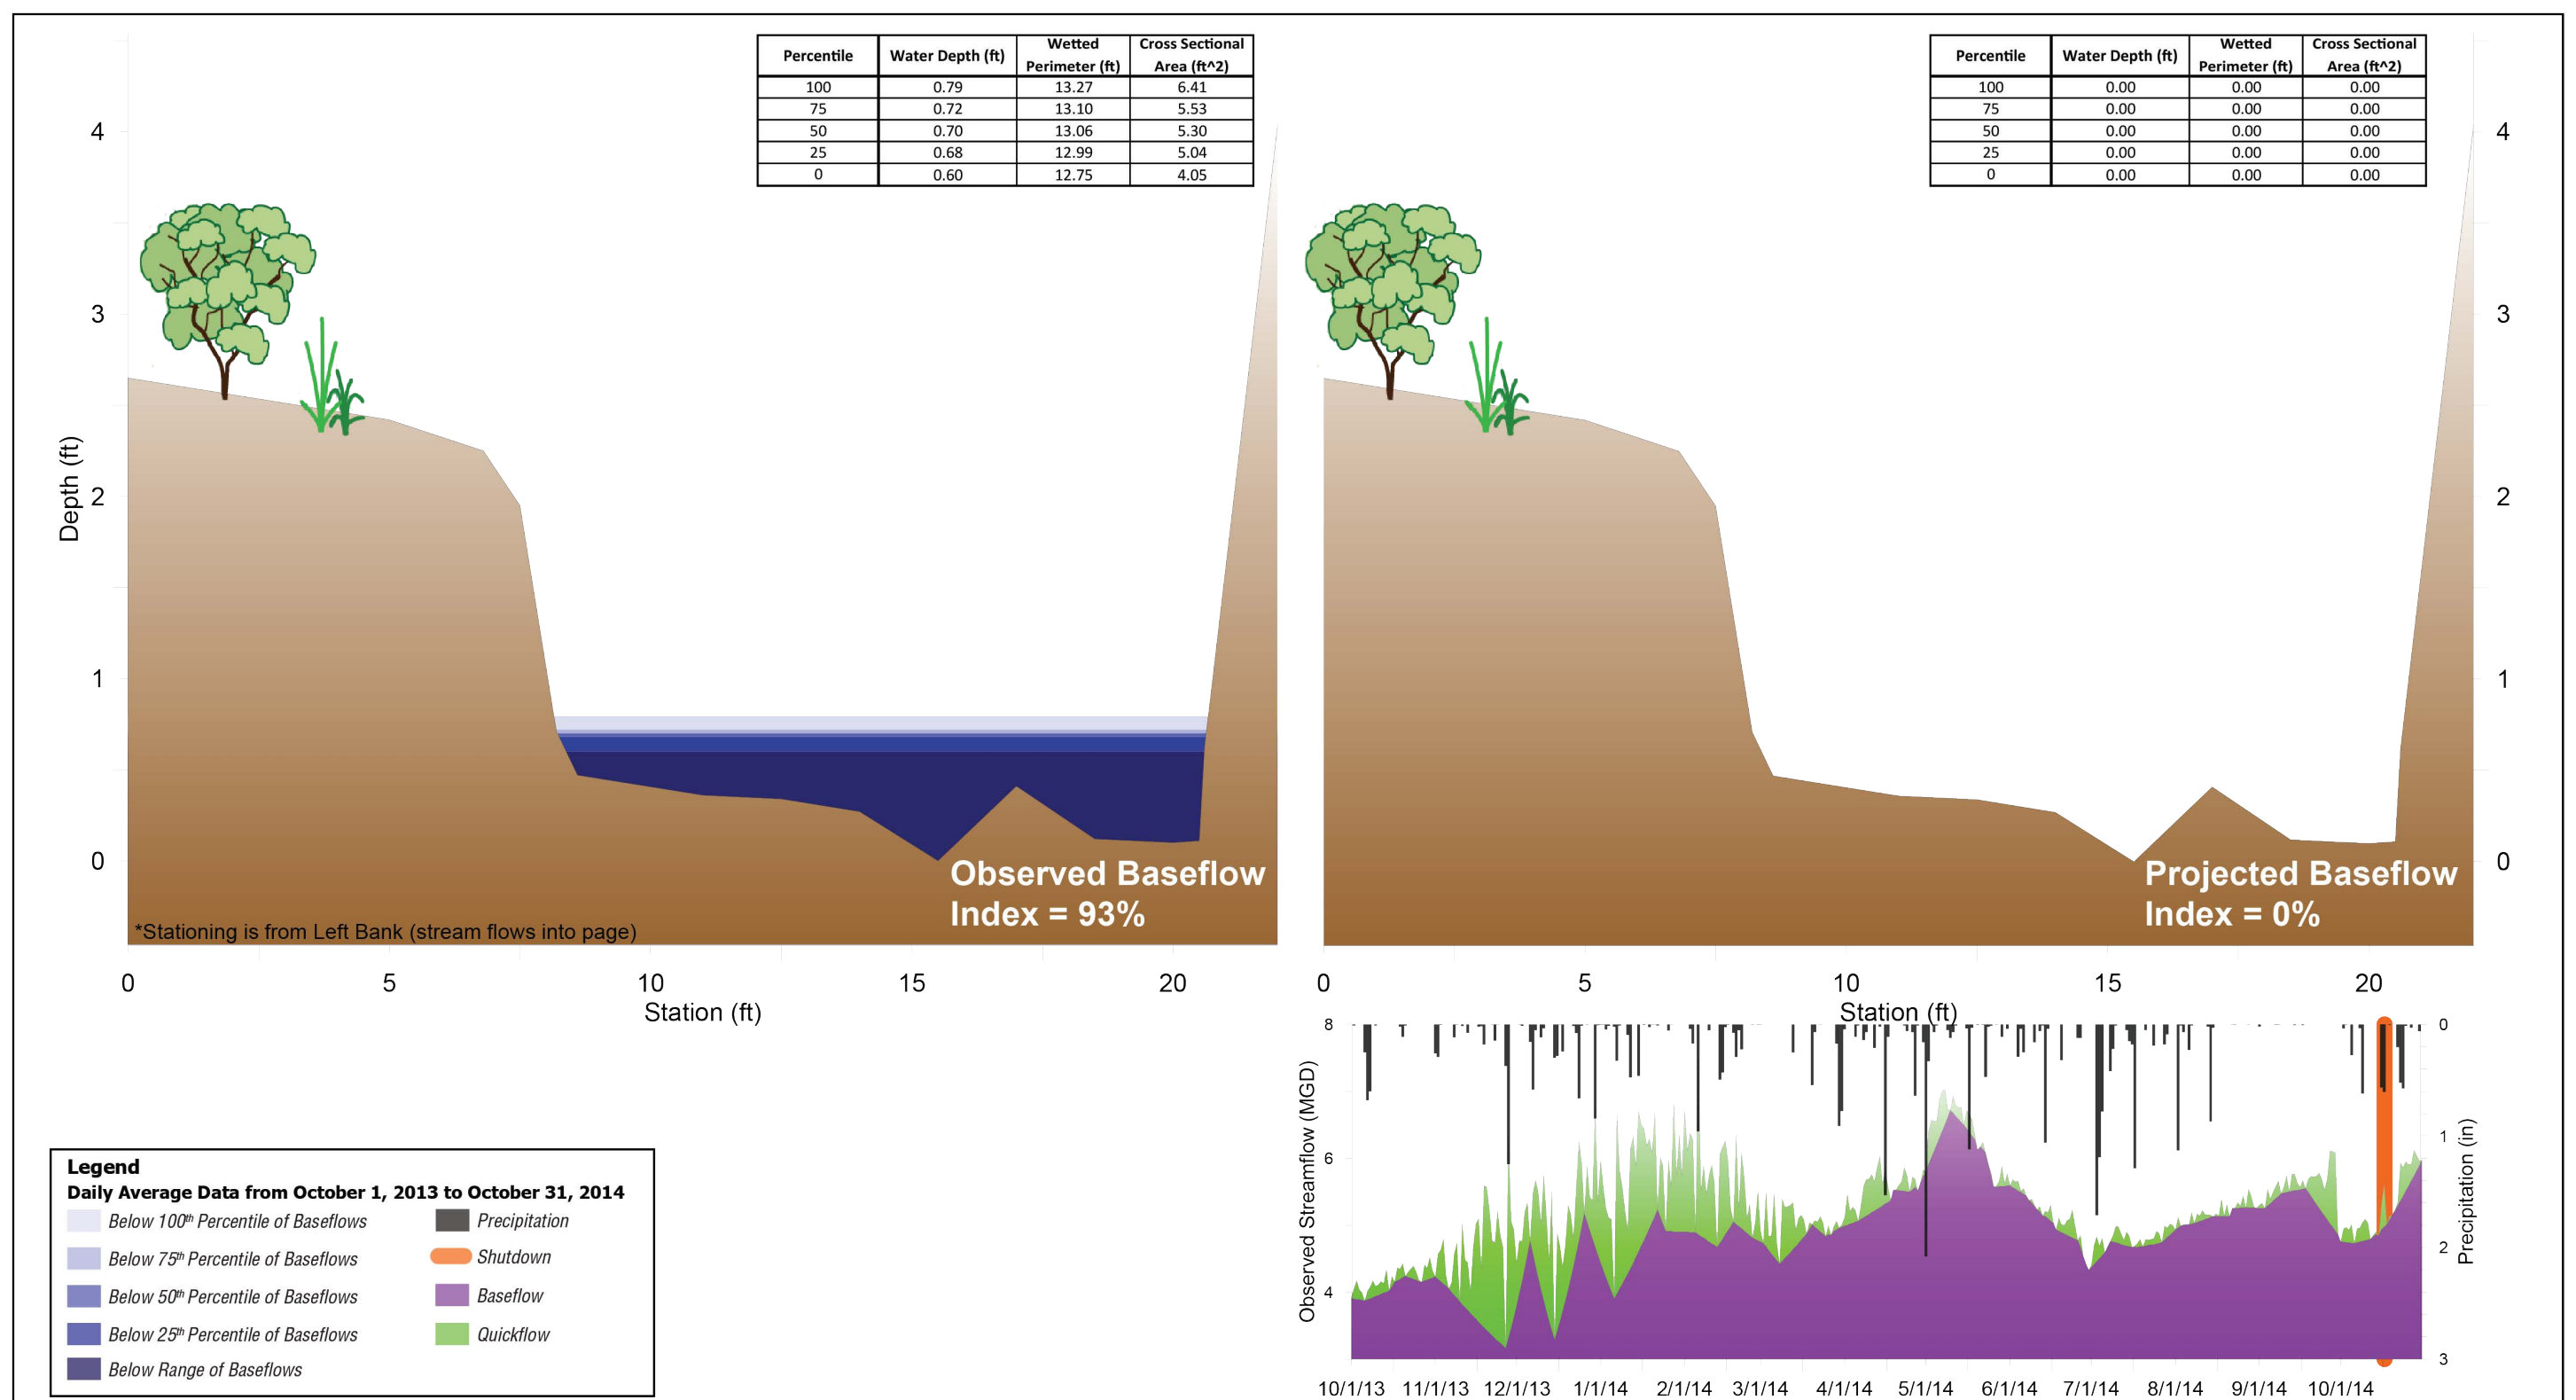 Percentile Water Depth (ft) Wetted Perimeter (ft) Cross Sectional Area (ft^2)
100 0.79 13.27 6.41
75 0.72 13.10 5.53
50 0.70 13.06 5.30
25 0.68 12.99 5.04
0 0.60 12.75 4.05
Percentile Water Depth (ft) Wetted Perimeter (ft) Cross Sectional Area (ft^2)
100 0.00 0.00 0.00
75 0.00 0.00 0.00
50 0.00 0.00 0.00
25 0.00 0.00 0.00
0 0.00 0.00 0.00
Depth (ft)
4
3
2
1
0
4
3
2
1
0
Observed Baseflow
Index = 93%
*Stationing is from Left Bank (stream flows into page)
0 5 10 15 20
Station (ft)
Projected Baseflow
Index = 0%
0 5 10 15 20
Station (ft)
Legend
Daily Average Data from October 1, 2013 to October 31, 2014
Below 100th Percentile of Baseflows
Below 75th Percentile of Baseflows
Below 50th Percentile of Baseflows
Below 25th Percentile of Baseflows
Below Range of Baseflows
Precipitation
Shutdown
Baseflow
Quickflow
Observed Streamflow (MGD)
8
6
4
0
1
2
3
Precipitation (in)
10/1/13 11/1/13 12/1/13 1/1/14 2/1/14 3/1/14 4/1/14 5/1/14 6/1/14 7/1/14 8/1/14 9/1/14 10/1/14